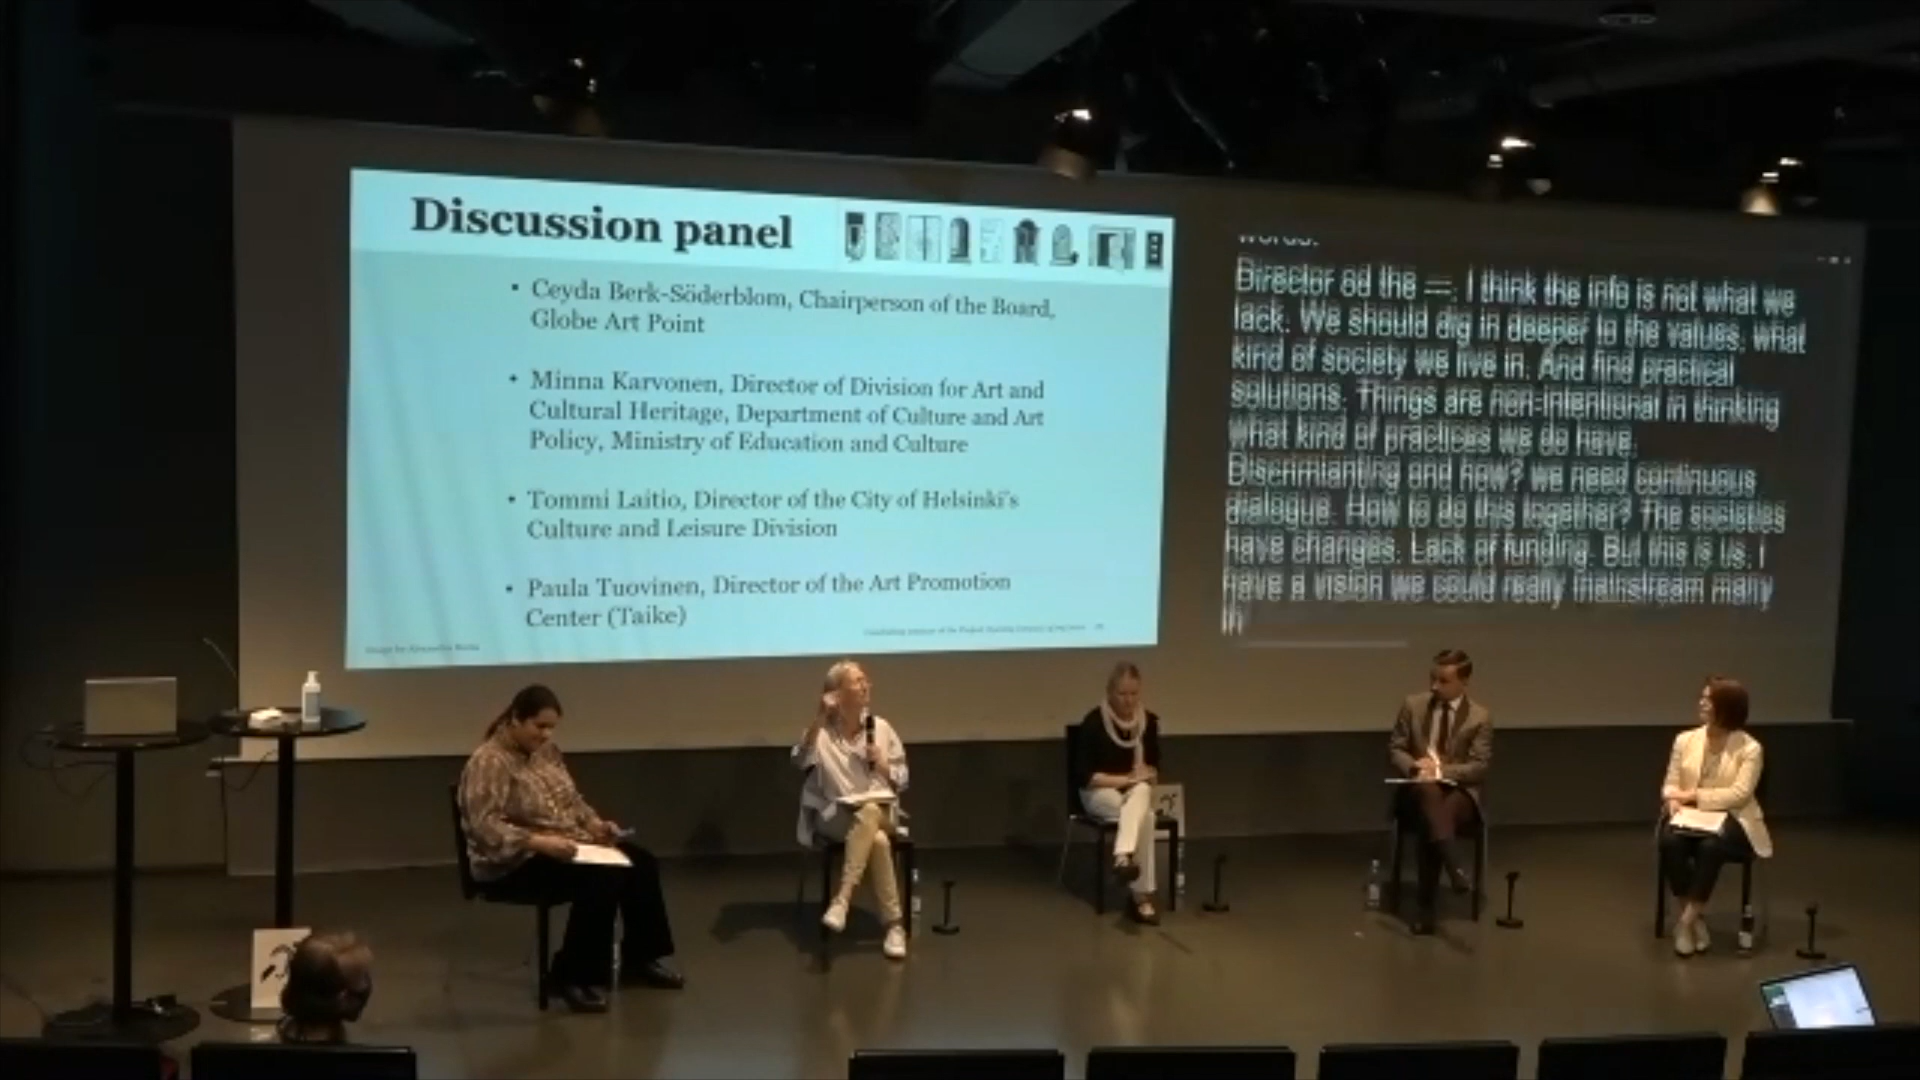 Discussion panel
• Ceyda Berk-Söderblom, Chairperson of the Board,
Globe Art Point
• Minna Karvonen, Director of Division for Art and
Cultural Heritage, Department of Culture and Art
Policy, Ministry of Education and Culture
• Tommi Laitio, Director of the City of Helsinki's
Culture and Leisure Division
• Paula Tuovinen, Director of the Art Promotion
Center (Taike)
words.
Director od the —. I think the info is not what we
lack. We should dig in deeper to the values, what
kind of society we live in. And find practical
solutions. Things are non-intentional in thinking
what kind of practices we do have.
Discrimianting and how? we need continuous
dialogue. How to do this together? The societies
have changes. Lack of funding. But this is us. I
have a vision we could really mainstream many